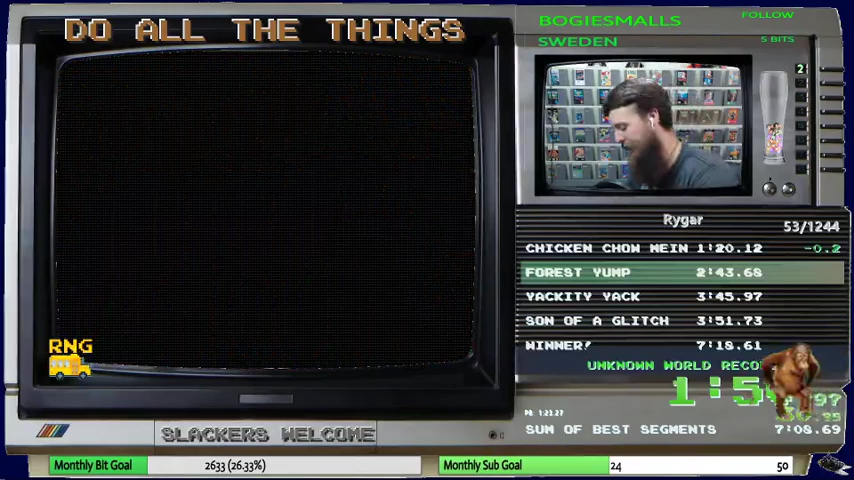 DO ALL THE THINGS
BOGIESMALLS
FOLLOW
SWEDEN
5 BITS
2
Rygar
53/1244
CHICKEN CHOW MEIN 1:20.12 -0.2
FOREST YUMP 2:43.68
YACKITY YACK 3:45.97
SON OF A GLITCH 3:51.73
WINNER! 7:18.61
RNG
UNKNOWN WORLD
SUM OF BEST SEGMENTS 7:08.69
SLACKERS WELCOME
Monthly Bit Goal 2633 (26.33%)
Monthly Sub Goal 24 50